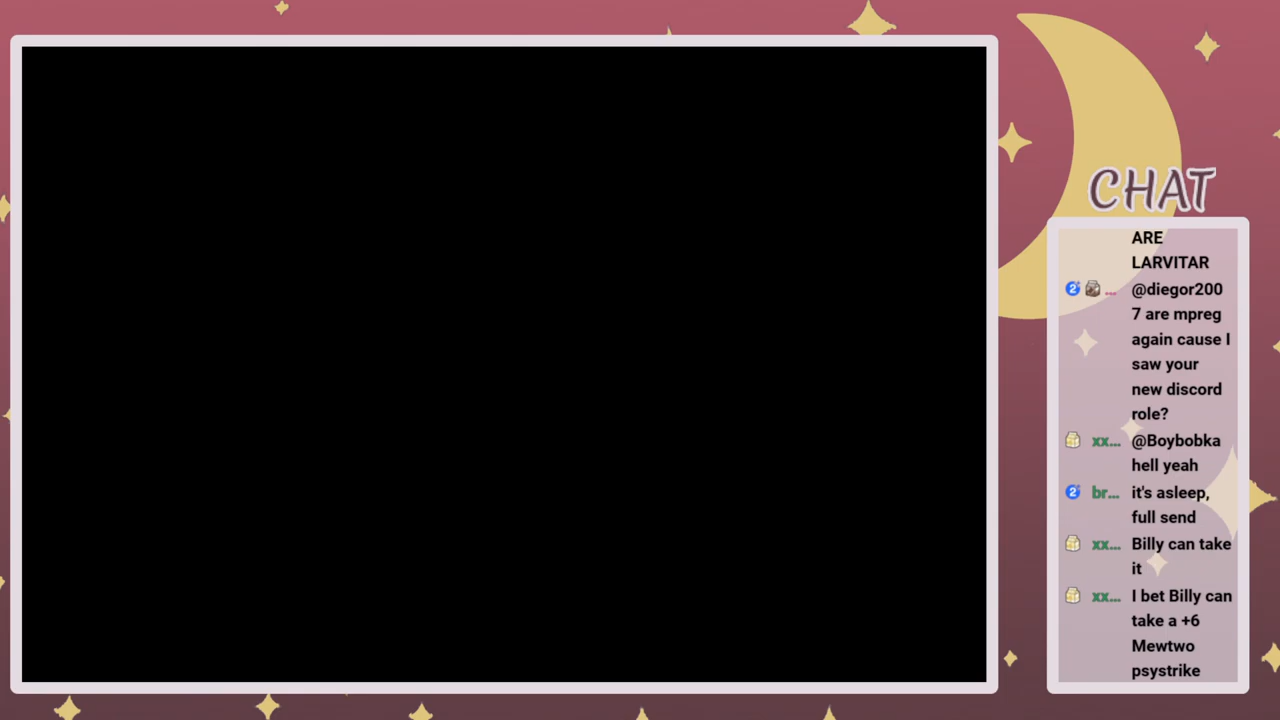 CHAT
ARE
LARVITAR
@diegor200
7 are mpreg
again cause I
saw your
new discord
role?
xx... @Boybobka
hell yeah
br... it's asleep,
full send
xx... Billy can take
it
xx... I bet Billy can
take a +6
Mewtwo
psystrike